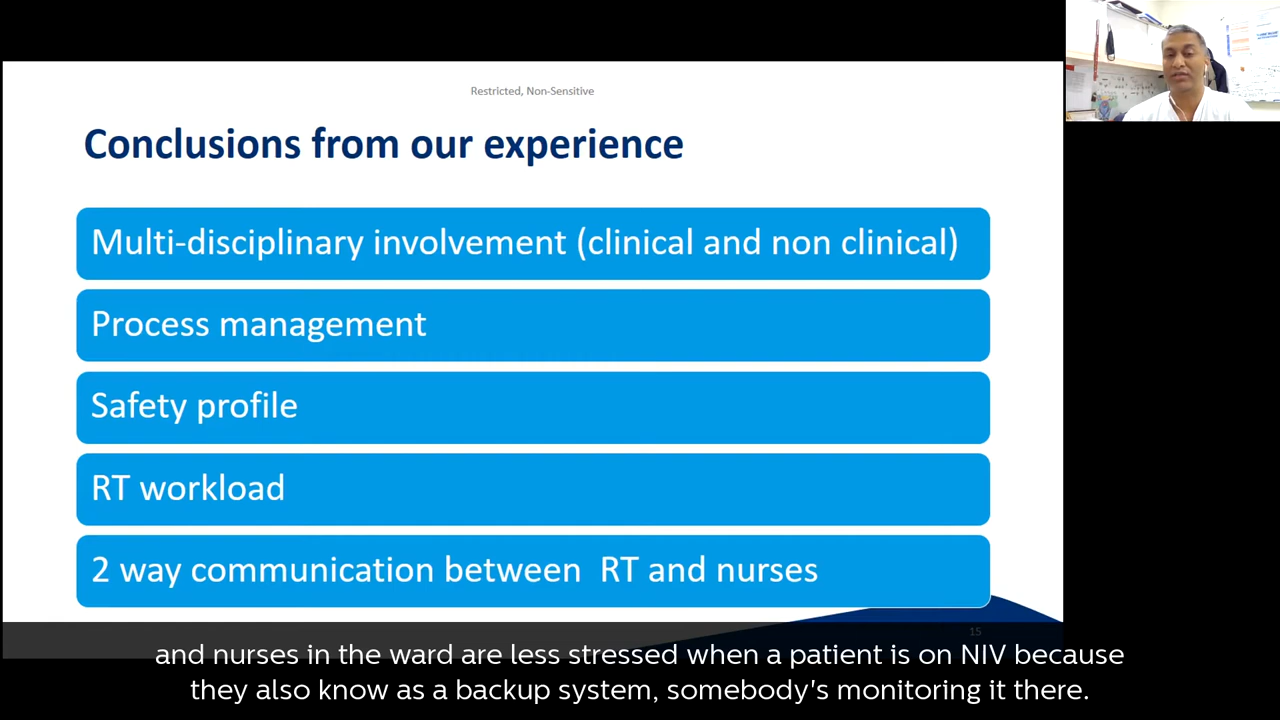 Restricted, Non-Sensitive
Conclusions from our experience
Multi-disciplinary involvement (clinical and non clinical)
Process management
Safety profile
RT workload
2 way communication between RT and nurses
15
and nurses in the ward are less stressed when a patient is on NIV because
they also know as a backup system, somebody's monitoring it there.